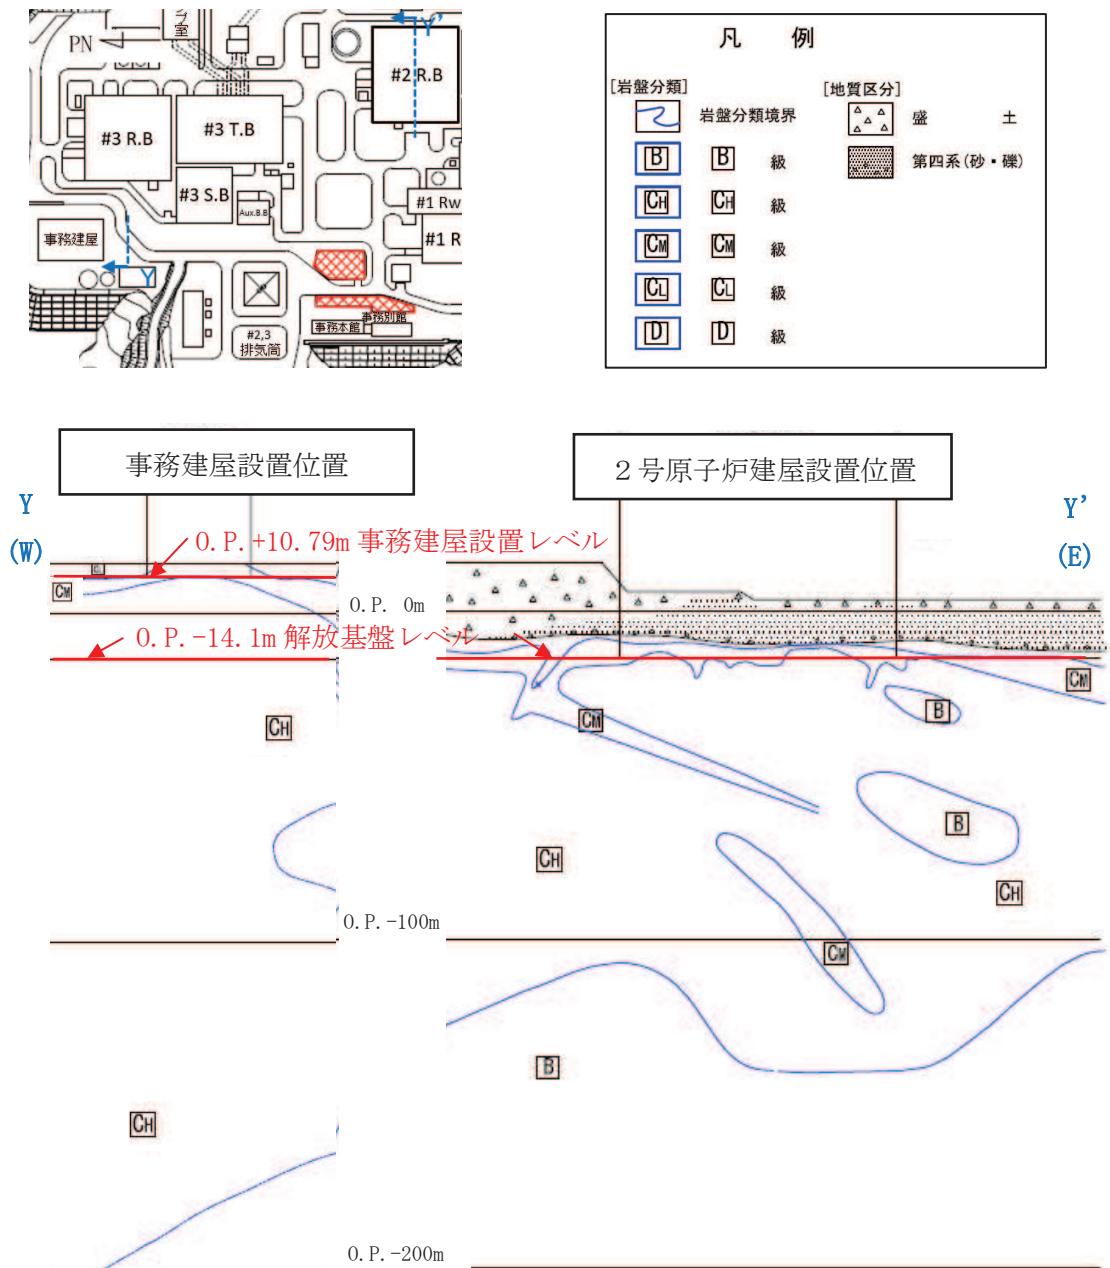 プ室
PN
Y'
#2 R.B
#3 R.B
#3 T.B
#3 S.B
Aux.B.B
#1 Rw
#1 R
事務建屋
Y
#2,3
排気筒
事務本館
事務別館
凡 例
[岩盤分類]
[地質区分]
岩盤分類境界
盛 土
B B 級
第四系(砂・礫)
CH CH 級
CM CM 級
CL CL 級
D D 級
事務建屋設置位置
2号原子炉建屋設置位置
Y
(W)
Y'
(E)
O.P.+10.79m 事務建屋設置レベル
CM
O.P. 0m
O.P.-14.1m 解放基盤レベル
CM
CH
CM
B
B
CH
CH
O.P.-100m
CM
B
CH
O.P.-200m